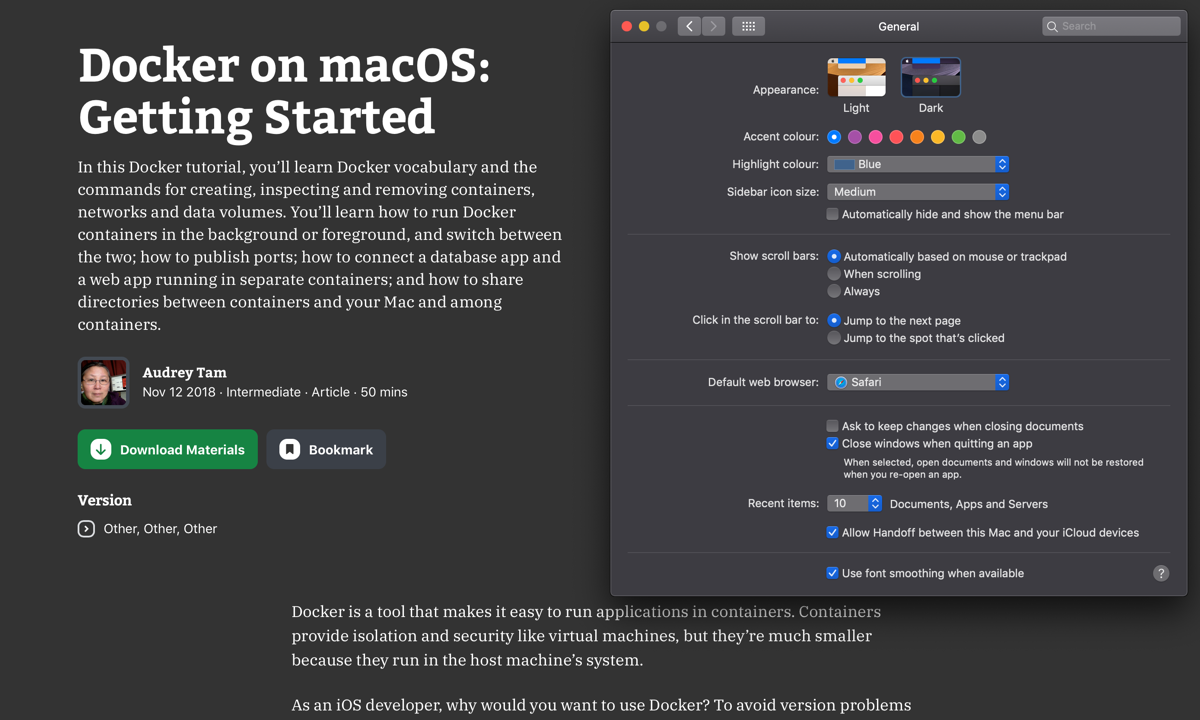 Docker on macOS:
Getting Started
In this Docker tutorial, you’ll learn Docker vocabulary and the
commands for creating, inspecting and removing containers,
networks and data volumes. You’ll learn how to run Docker
containers in the background or foreground, and switch between
the two; how to publish ports; how to connect a database app and
a web app running in separate containers; and how to share
directories between containers and your Mac and among
containers.
Audrey Tam
Nov 12 2018 · Intermediate · Article · 50 mins
Download Materials
Bookmark
Version
Other, Other, Other
General
Search
Appearance:
Light
Dark
Accent colour:
Highlight colour: Blue
Sidebar icon size: Medium
Automatically hide and show the menu bar
Show scroll bars: Automatically based on mouse or trackpad
When scrolling
Always
Click in the scroll bar to: Jump to the next page
Jump to the spot that’s clicked
Default web browser: Safari
Ask to keep changes when closing documents
Close windows when quitting an app
When selected, open documents and windows will not be restored
when you re-open an app.
Recent items: 10 Documents, Apps and Servers
Allow Handoff between this Mac and your iCloud devices
Use font smoothing when available
?
Docker is a tool that makes it easy to run applications in containers. Containers
provide isolation and security like virtual machines, but they’re much smaller
because they run in the host machine’s system.
As an iOS developer, why would you want to use Docker? To avoid version problems